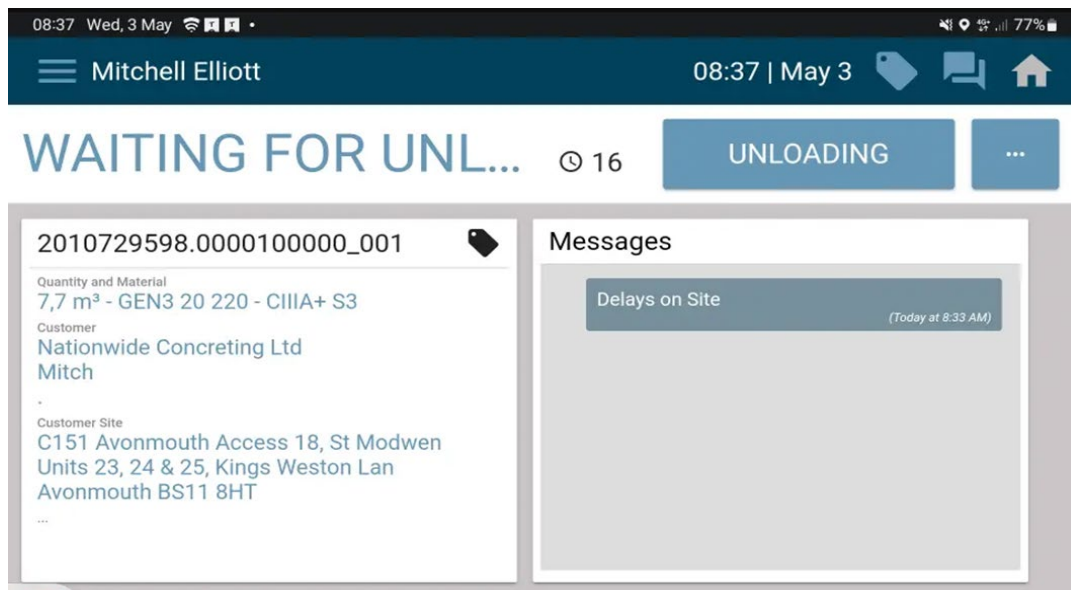 08:37 Wed, 3 May
77%
Mitchell Elliott
08:37 | May 3
WAITING FOR UNL...
16
UNLOADING
...
2010729598.0000100000_001
Quantity and Material
7,7 m³ - GEN3 20 220 - CIIIA+ S3
Customer
Nationwide Concreting Ltd
Mitch
.
Customer Site
C151 Avonmouth Access 18, St Modwen
Units 23, 24 & 25, Kings Weston Lan
Avonmouth BS11 8HT
...
Messages
Delays on Site
(Today at 8:33 AM)